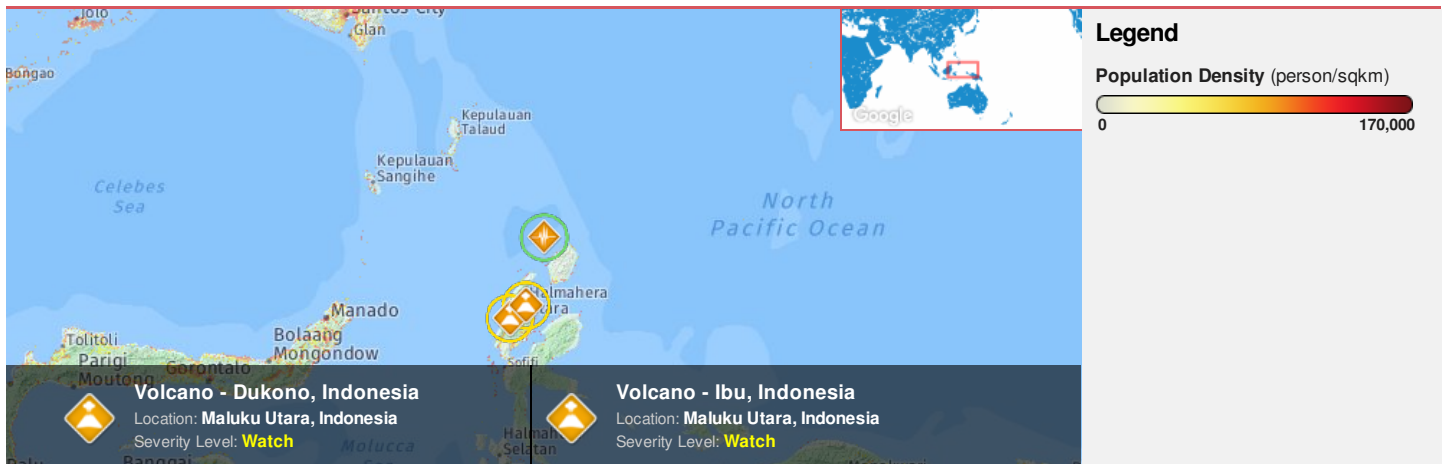 Jolo
Santos City
Glan
Bongao
Kepulauan
Talaud
Kepulauan
Sangihe
Celebes
Sea
North
Pacific Ocean
Google
Halmahera
Utara
Manado
Tolitoli
Bolaang
Mongondow
Parigi
Moutong
Gorontalo
Sofifi
Volcano - Dukono, Indonesia
Location: Maluku Utara, Indonesia
Severity Level: Watch
Volcano - Ibu, Indonesia
Location: Maluku Utara, Indonesia
Severity Level: Watch
Molucca
Selatan
Banggai
Legend
Population Density (person/sqkm)
0
170,000